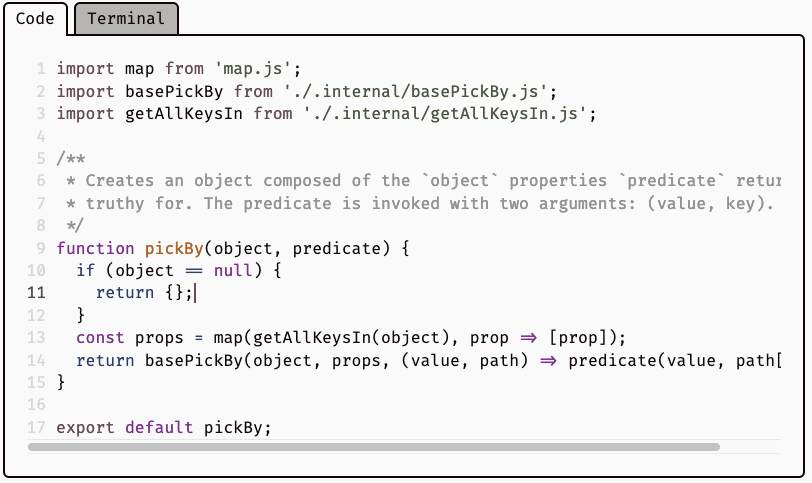 Code Terminal
1 import map from 'map.js';
2 import basePickBy from './.internal/basePickBy.js';
3 import getAllKeysIn from './.internal/getAllKeysIn.js';
4
5 /**
6  * Creates an object composed of the `object` properties `predicate` retur
7  * truthy for. The predicate is invoked with two arguments: (value, key).
8  */
9 function pickBy(object, predicate) {
10   if (object == null) {
11     return {};
12   }
13   const props = map(getAllKeysIn(object), prop => [prop]);
14   return basePickBy(object, props, (value, path) => predicate(value, path[
15 }
16
17 export default pickBy;